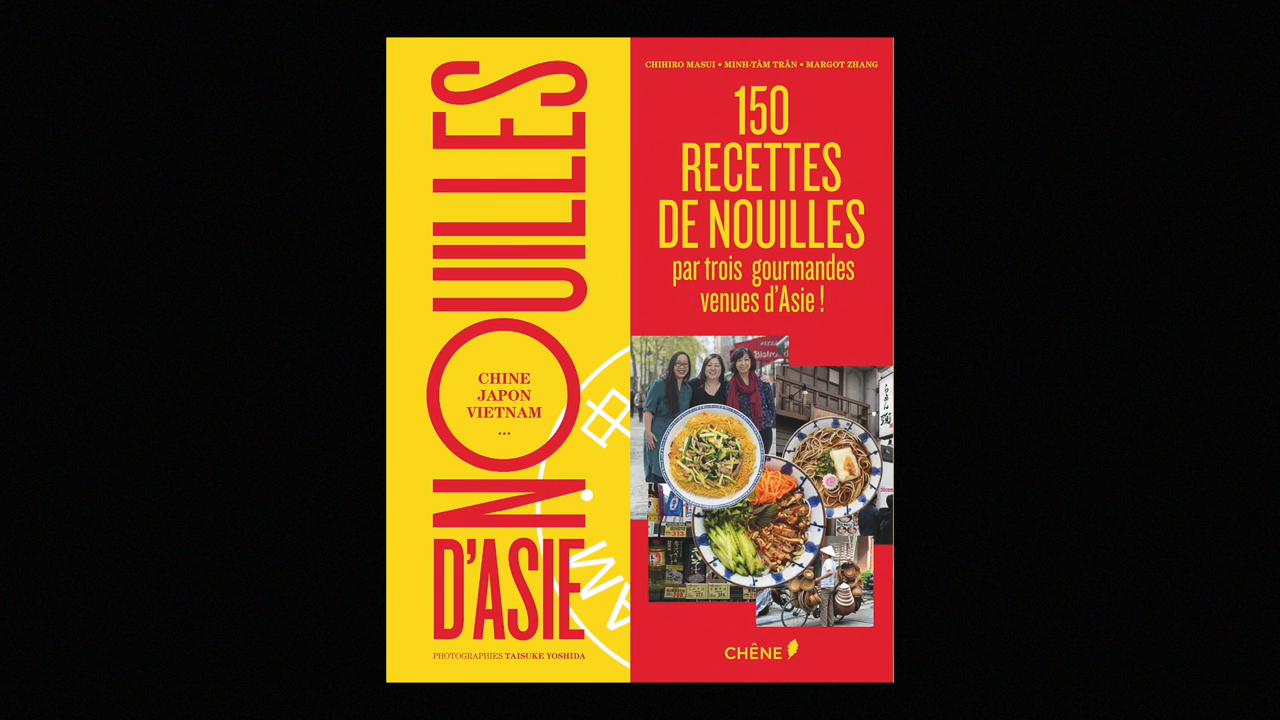 NOUILLES
D'ASIE
CHINE
JAPON
VIETNAM
...
PHOTOGRAPHIES TAISUKE YOSHIDA
CHIHIRO MASUI • MINH-TÂM TRÂN • MARGOT ZHANG
150
RECETTES
DE NOUILLES
par trois gourmandes
venues d'Asie !
CHÊNE